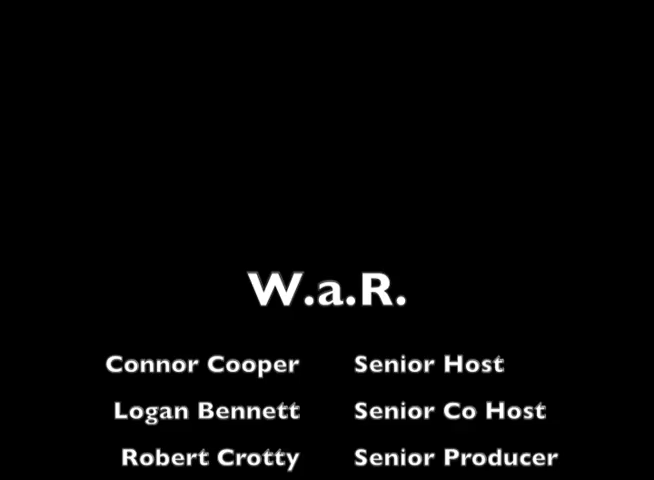 W.a.R.
Connor Cooper Senior Host
Logan Bennett Senior Co Host
Robert Crotty Senior Producer